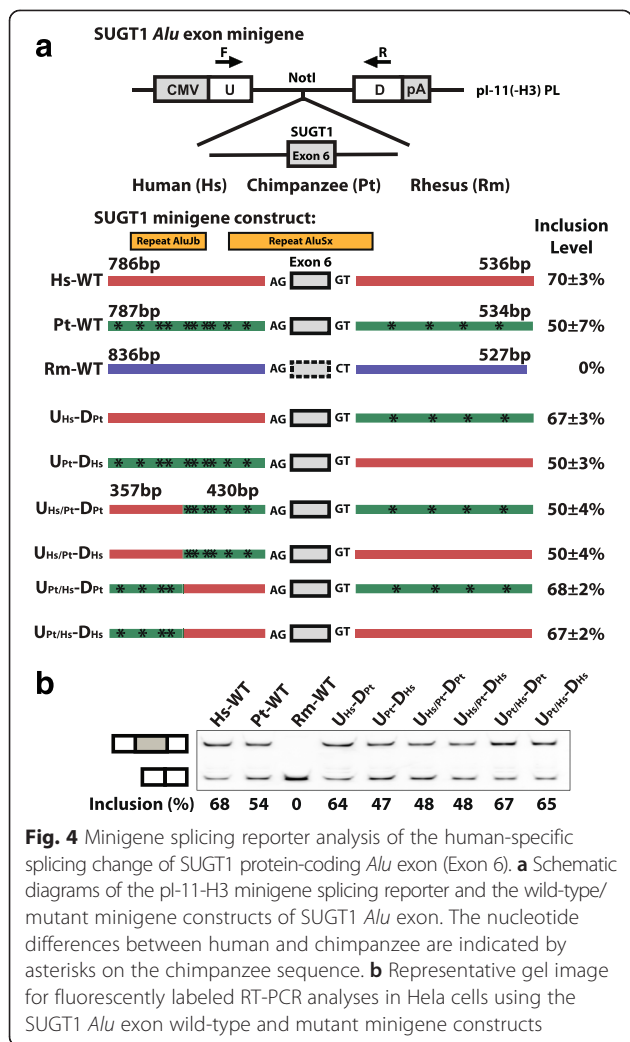 a
SUGT1 Alu exon minigene
F
R
NotI
CMV U D pA pI-11(-H3) PL
SUGT1
Exon 6
Human (Hs) Chimpanzee (Pt) Rhesus (Rm)
SUGT1 minigene construct:
Inclusion
Level
Repeat AluJb Repeat AluSx
786bp Exon 6 536bp
Hs-WT AG GT 70±3%
787bp 534bp
Pt-WT * * * * ** ** * * * AG GT * * * * 50±7%
836bp 527bp
Rm-WT AG CT 0%
UHs-DPt AG GT * * * * 67±3%
UPt-DHs * * * * ** ** * * * AG GT 50±3%
357bp 430bp
UHs/Pt-DPt ** ** * * * AG GT * * * * 50±4%
UHs/Pt-DHs ** ** * * * AG GT 50±4%
UPt/Hs-DPt * * ** AG GT * * * * 68±2%
UPt/Hs-DHs * * ** AG GT 67±2%
b
Hs-WT Pt-WT Rm-WT UHs-DPt UPt-DHs UHs/Pt-DPt UHs/Pt-DHs UPt/Hs-DPt UPt/Hs-DHs
Inclusion (%) 68 54 0 64 47 48 48 67 65
Fig. 4 Minigene splicing reporter analysis of the human-specific
splicing change of SUGT1 protein-coding Alu exon (Exon 6). a Schematic
diagrams of the pI-11-H3 minigene splicing reporter and the wild-type/
mutant minigene constructs of SUGT1 Alu exon. The nucleotide
differences between human and chimpanzee are indicated by
asterisks on the chimpanzee sequence. b Representative gel image
for fluorescently labeled RT-PCR analyses in Hela cells using the
SUGT1 Alu exon wild-type and mutant minigene constructs